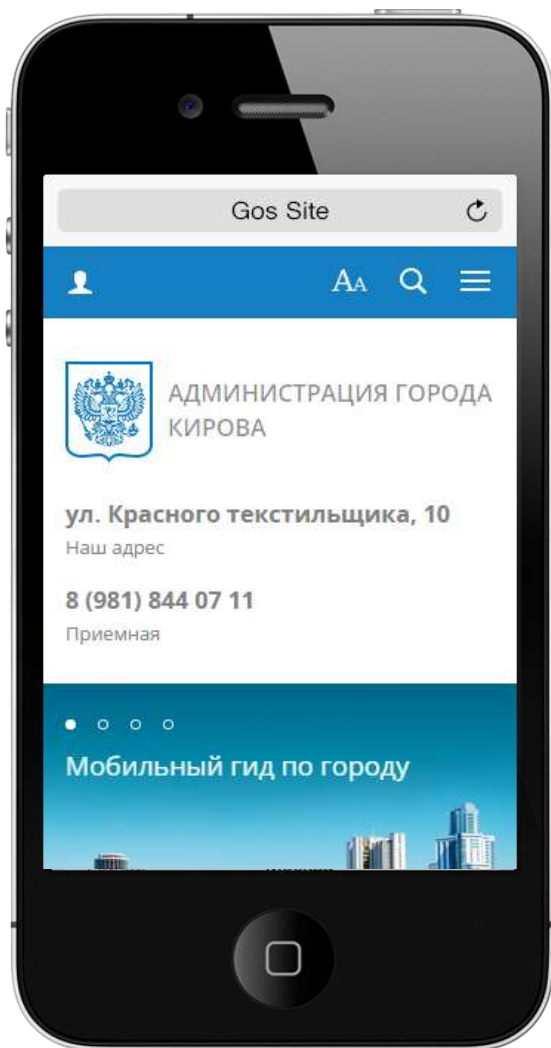 Gos Site
AA
АДМИНИСТРАЦИЯ ГОРОДА
КИРОВА
ул. Красного текстильщика, 10
Наш адрес
8 (981) 844 07 11
Приемная
Мобильный гид по городу